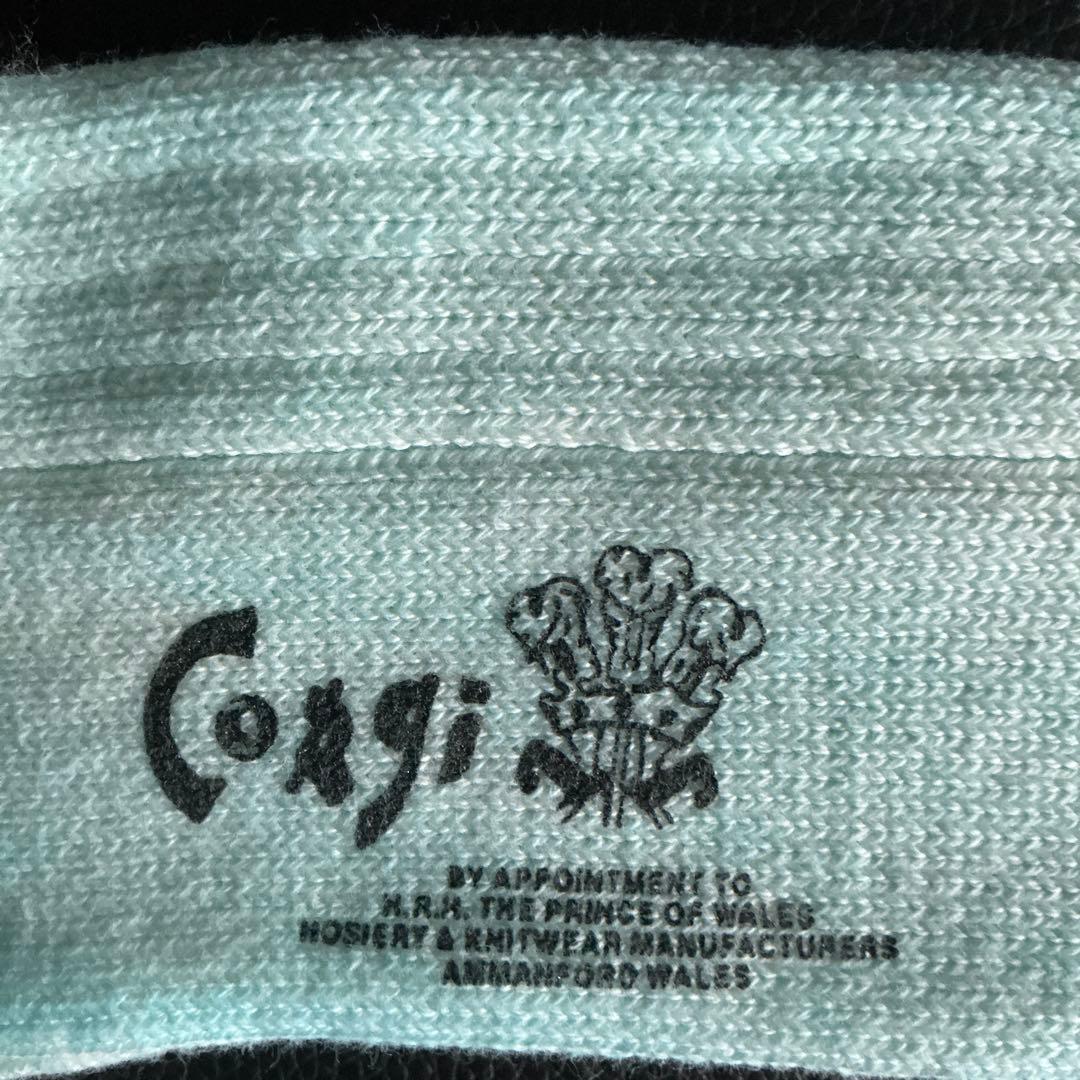 Corgi
BY APPOINTMENT TO
H.R.H. THE PRINCE OF WALES
HOSIERY & KNITWEAR MANUFACTURERS
AMMANFORD WALES